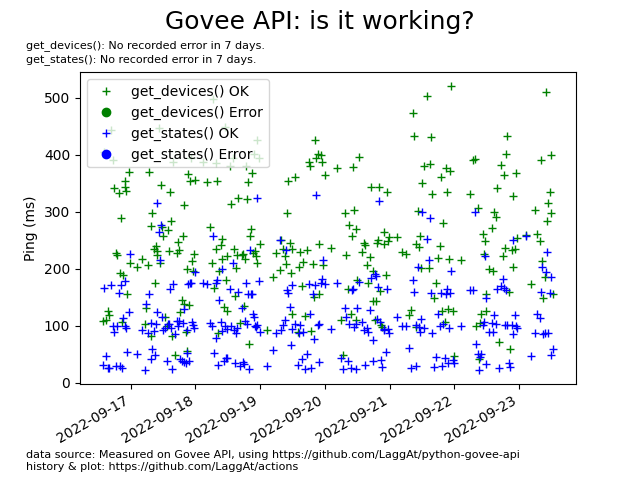 Govee API: is it working?
get_devices(): No recorded error in 7 days.
get_states(): No recorded error in 7 days.
get_devices() OK
get_devices() Error
get_states() OK
get_states() Error
Ping (ms)
500
400
300
200
100
0
2022-09-17
2022-09-18
2022-09-19
2022-09-20
2022-09-21
2022-09-22
2022-09-23
data source: Measured on Govee API, using https://github.com/LaggAt/python-govee-api
history & plot: https://github.com/LaggAt/actions